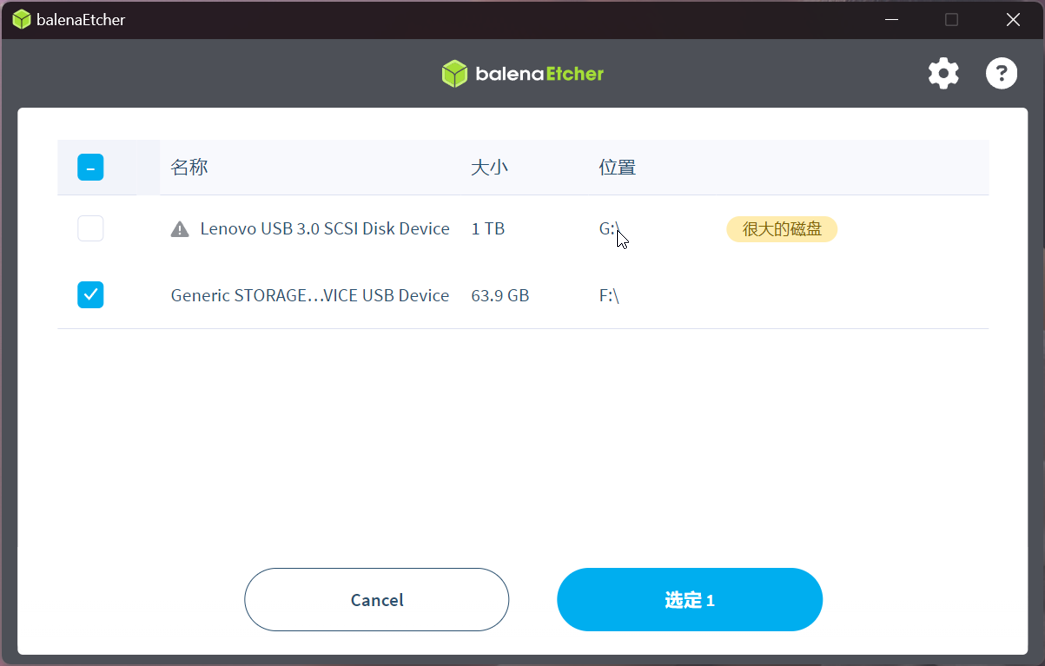 balenaEtcher
balenaEtcher
?
名称 大小 位置
Lenovo USB 3.0 SCSI Disk Device 1 TB G:\ 很大的磁盘
Generic STORAGE...VICE USB Device 63.9 GB F:\
Cancel 选定 1